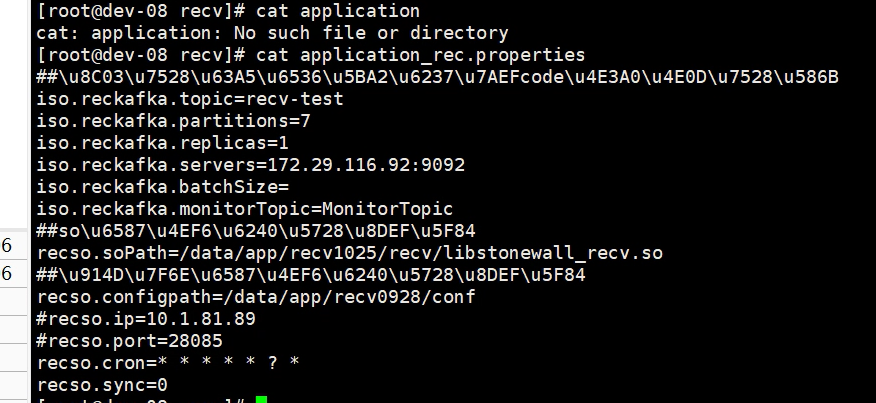 [root@dev-08 recv]# cat application
cat: application: No such file or directory
[root@dev-08 recv]# cat application_rec.properties
##\u8C03\u7528\u63A5\u6536\u5BA2\u6237\u7AEFcode\u4E3A0\u4E0D\u7528\u586B
iso.reckafka.topic=recv-test
iso.reckafka.partitions=7
iso.reckafka.replicas=1
iso.reckafka.servers=172.29.116.92:9092
iso.reckafka.batchSize=
iso.reckafka.monitorTopic=MonitorTopic
##so\u6587\u4EF6\u6240\u5728\u8DEF\u5F84
recso.soPath=/data/app/recv1025/recv/libstonewall_recv.so
##\u914D\u7F6E\u6587\u4EF6\u6240\u5728\u8DEF\u5F84
recso.configpath=/data/app/recv0928/conf
#recso.ip=10.1.81.89
#recso.port=28085
recso.cron=* * * * * ? *
recso.sync=0
[root@dev-08 recv]#
6
6